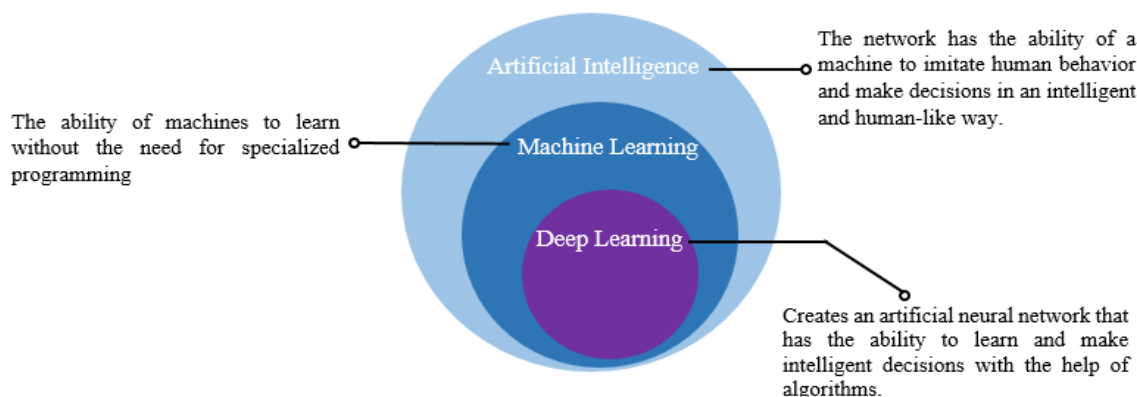 Artificial Intelligence
The network has the ability of a
machine to imitate human behavior
and make decisions in an intelligent
and human-like way.
The ability of machines to learn
without the need for specialized
programming
Machine Learning
Deep Learning
Creates an artificial neural network that
has the ability to learn and make
intelligent decisions with the help of
algorithms.